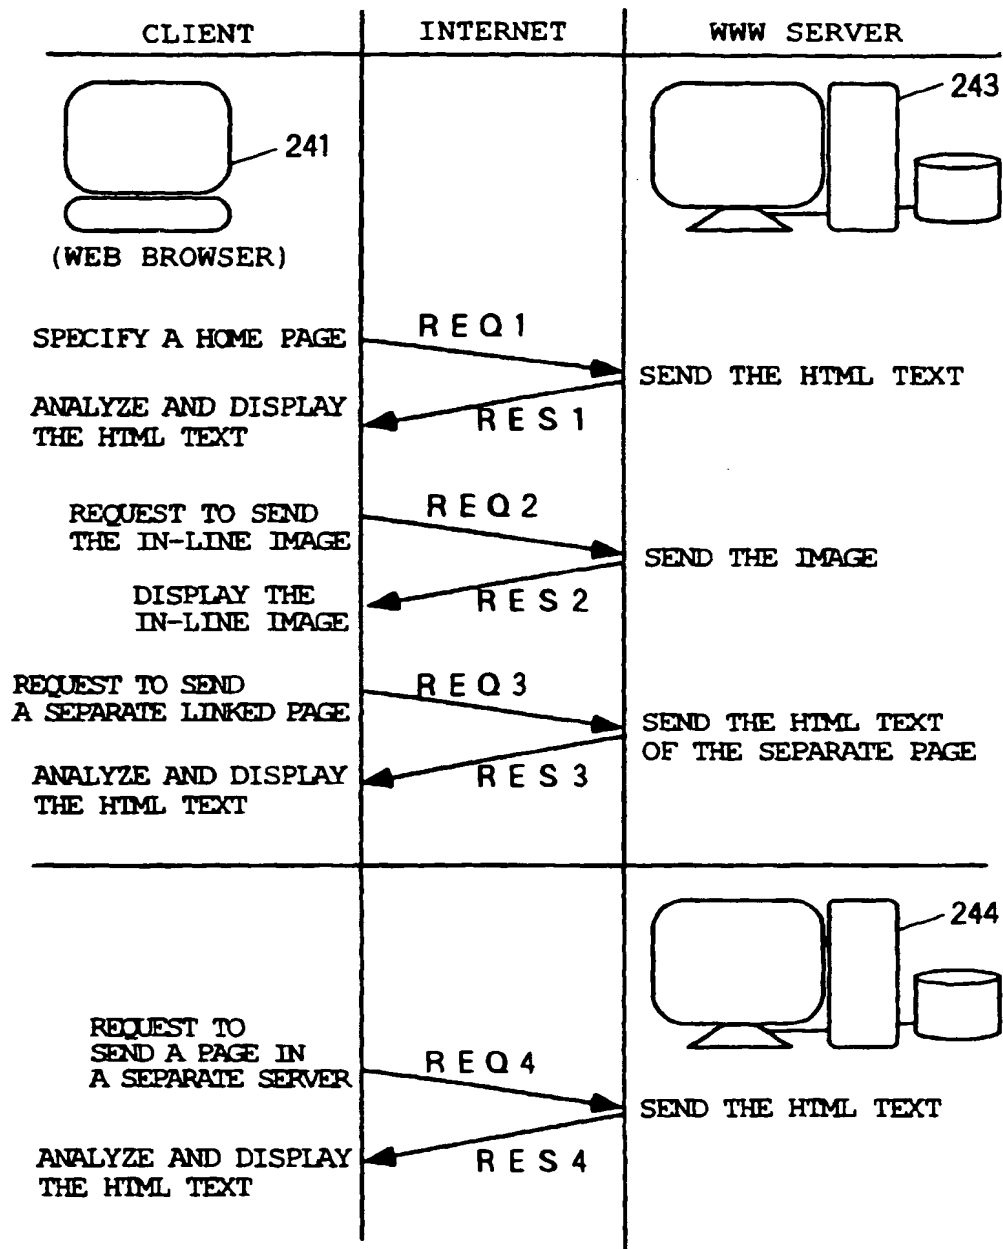 CLIENT INTERNET WWW SERVER
243
241
(WEB BROWSER)
REQ1
SPECIFY A HOME PAGE
SEND THE HTML TEXT
ANALYZE AND DISPLAY
THE HTML TEXT
RES1
REQ2
REQUEST TO SEND
THE IN-LINE IMAGE
SEND THE IMAGE
DISPLAY THE
IN-LINE IMAGE
RES2
REQ3
REQUEST TO SEND
A SEPARATE LINKED PAGE
SEND THE HTML TEXT
OF THE SEPARATE PAGE
RES3
ANALYZE AND DISPLAY
THE HTML TEXT
244
REQUEST TO
SEND A PAGE IN
A SEPARATE SERVER
REQ4
SEND THE HTML TEXT
ANALYZE AND DISPLAY
THE HTML TEXT
RES4